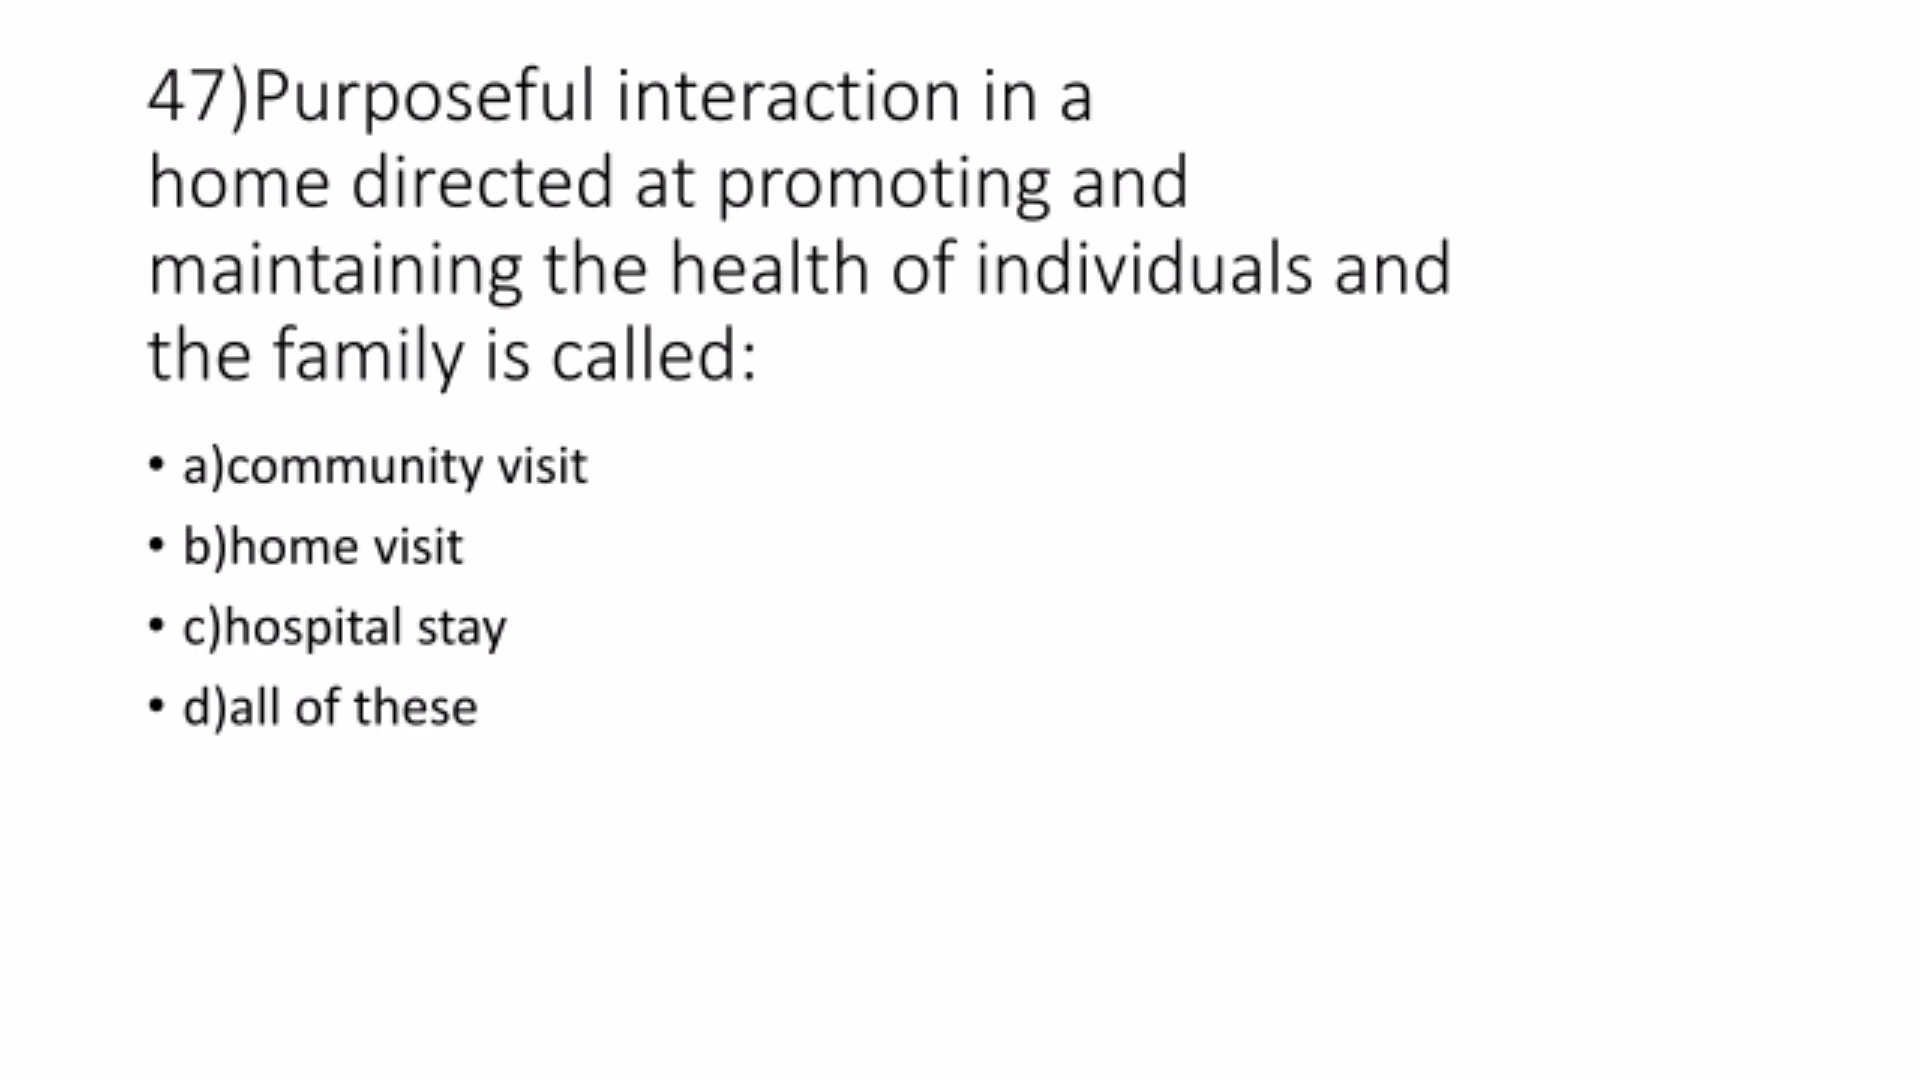 47)Purposeful interaction in a
home directed at promoting and
maintaining the health of individuals and
the family is called:
• a)community visit
• b)home visit
• c)hospital stay
• d)all of these